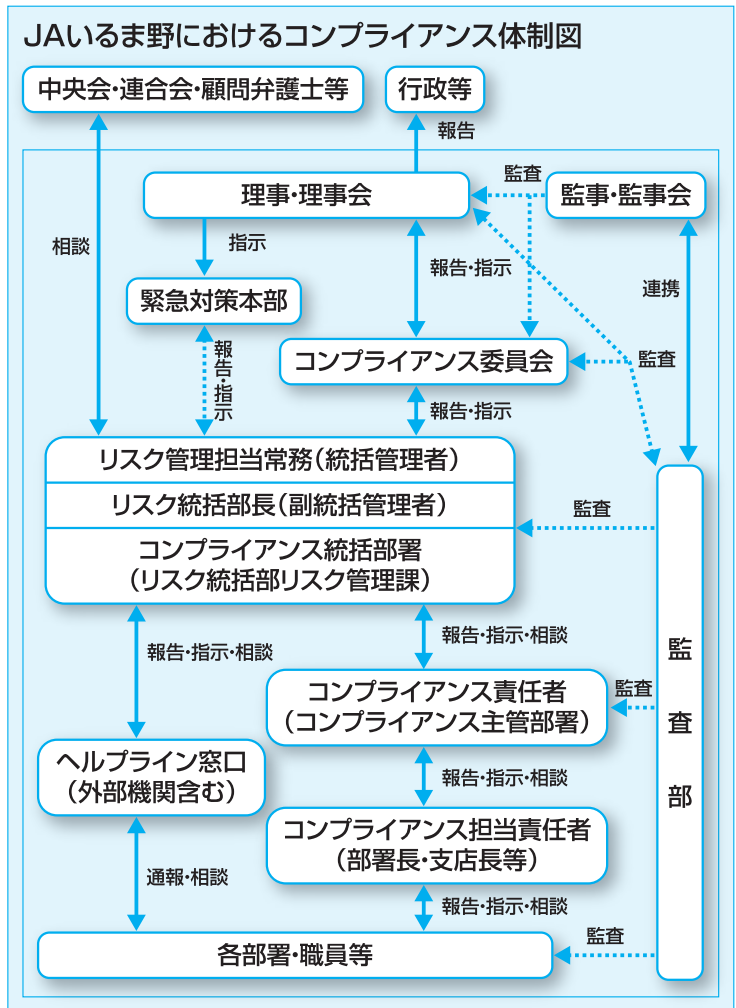 JAいるま野におけるコンプライアンス体制図
中央会・連合会・顧問弁護士等
行政等
報告
理事・理事会
監査
監事・監事会
相談
指示
報告・指示
連携
緊急対策本部
報告・指示
コンプライアンス委員会
監査
報告・指示
リスク管理担当常務（統括管理者）
リスク統括部長（副統括管理者）
監査
コンプライアンス統括部署
（リスク統括部リスク管理課）
報告・指示・相談
報告・指示・相談
監査部
コンプライアンス責任者
（コンプライアンス主管部署）
監査
ヘルプライン窓口
（外部機関含む）
報告・指示・相談
コンプライアンス担当責任者
（部署長・支店長等）
通報・相談
報告・指示・相談
各部署・職員等
監査